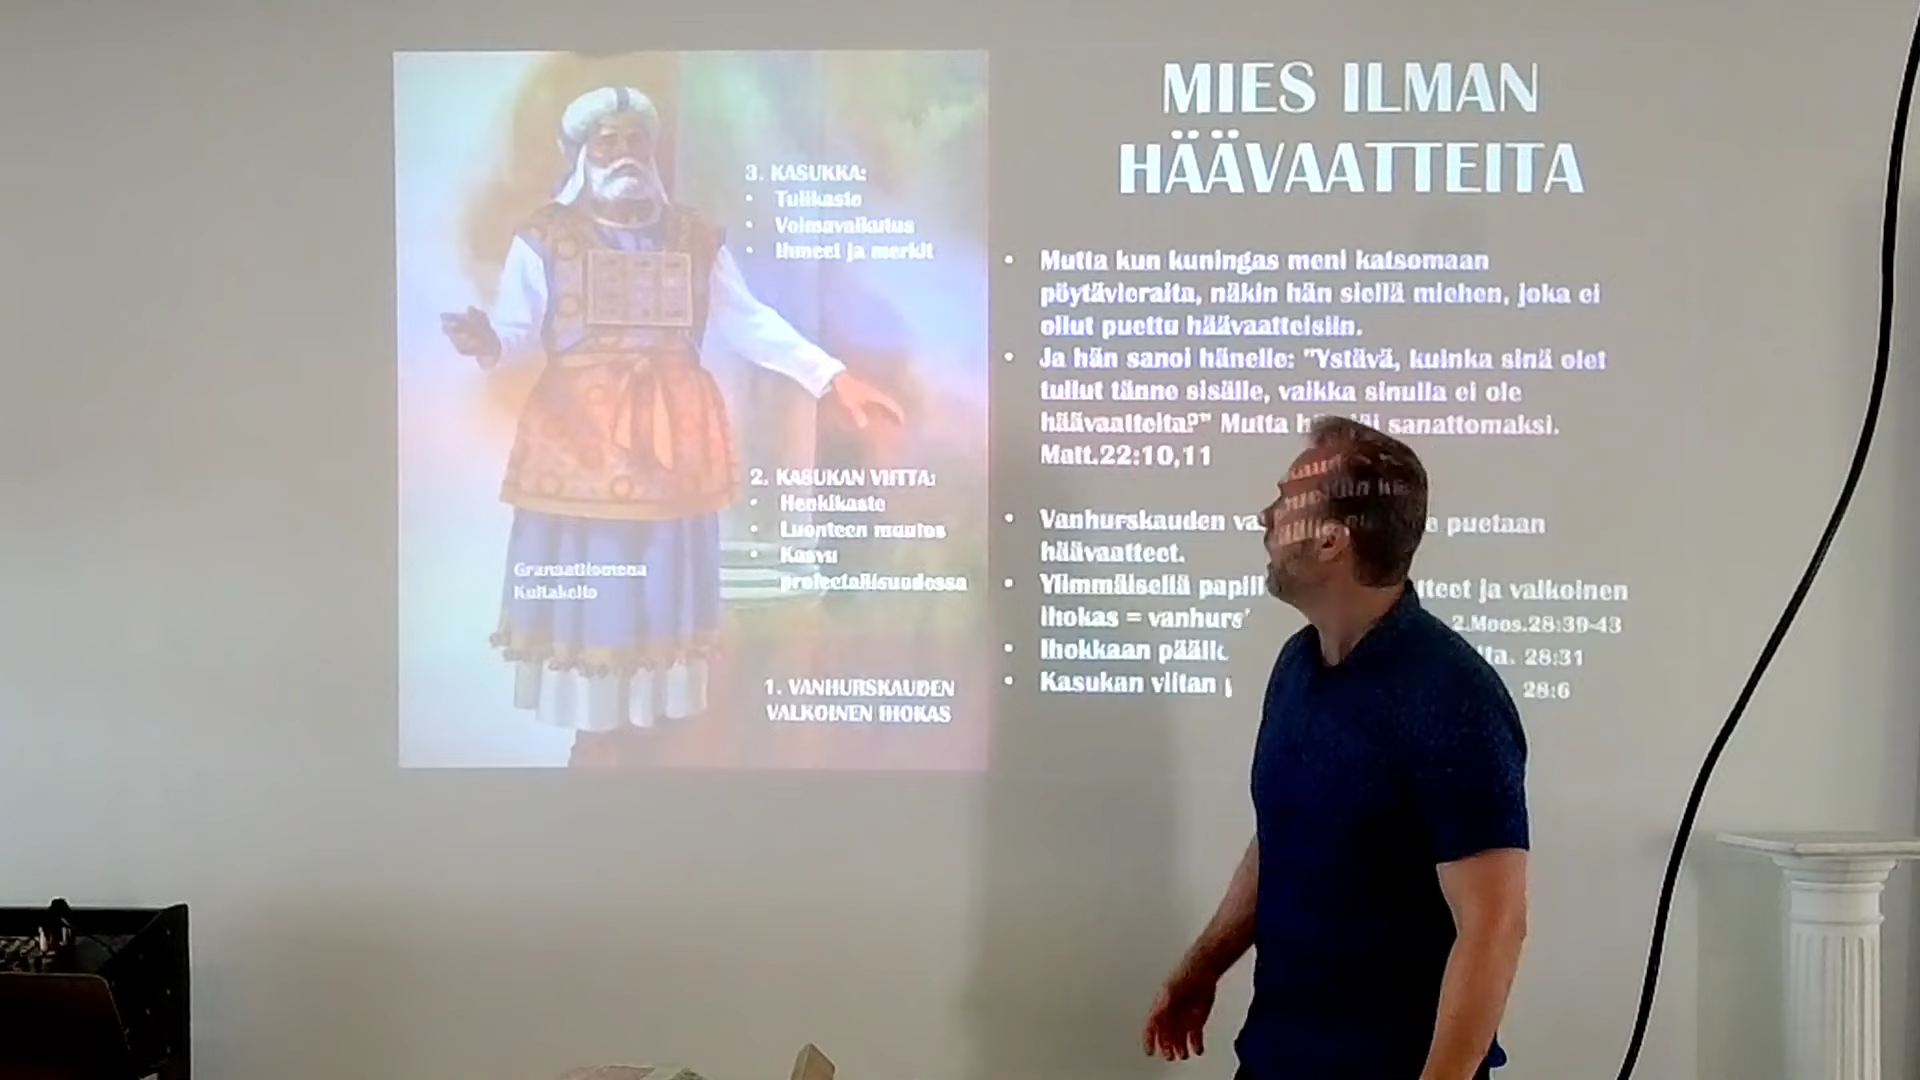 MIES ILMAN
HÄÄVAATTEITA
3. KASUKKA:
• Tulikaste
• Voimavaikutus
• Ihmeet ja merkit
2. KASUKAN VIITTA:
• Henkikaste
• Luonteen muutos
• Kasvu
profeetallisuudessa
Granaattiomena
Kultakello
1. VANHURSKAUDEN
VALKOINEN IHOKAS
• Mutta kun kuningas meni katsomaan
pöytävieraita, näkin hän siellä miehen, joka ei
ollut puettu häävaatteisiin.
• Ja hän sanoi hänelle: "Ystävä, kuinka sinä olet
tullut tänne sisälle, vaikka sinulla ei ole
häävaatteita?" Mutta sanattomaksi.
Matt.22:10,11
• Vanhurskauden puetaan
häävaatteet.
• Ylimmäisellä ja valkoinen
ihokas = 2.Moos.28:39-43
• Ihokkaan 28:31
• Kasukan viitan 28:6